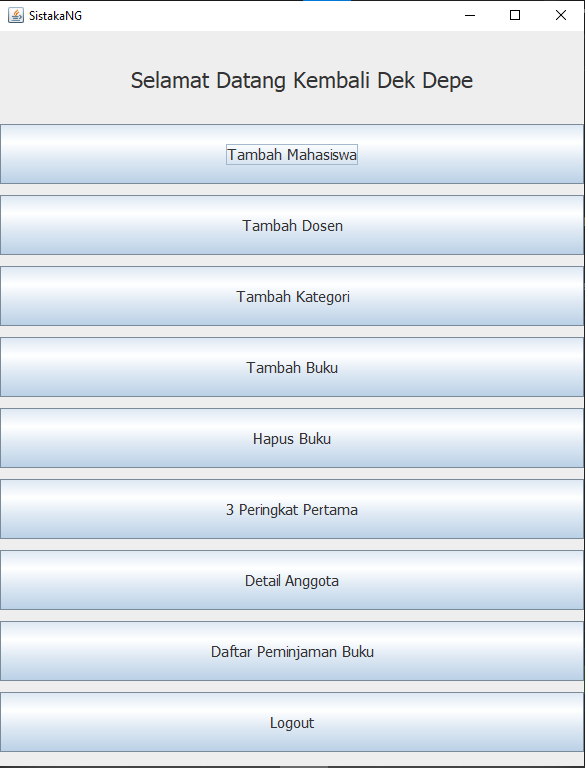 SistakaNG
Selamat Datang Kembali Dek Depe
Tambah Mahasiswa
Tambah Dosen
Tambah Kategori
Tambah Buku
Hapus Buku
3 Peringkat Pertama
Detail Anggota
Daftar Peminjaman Buku
Logout